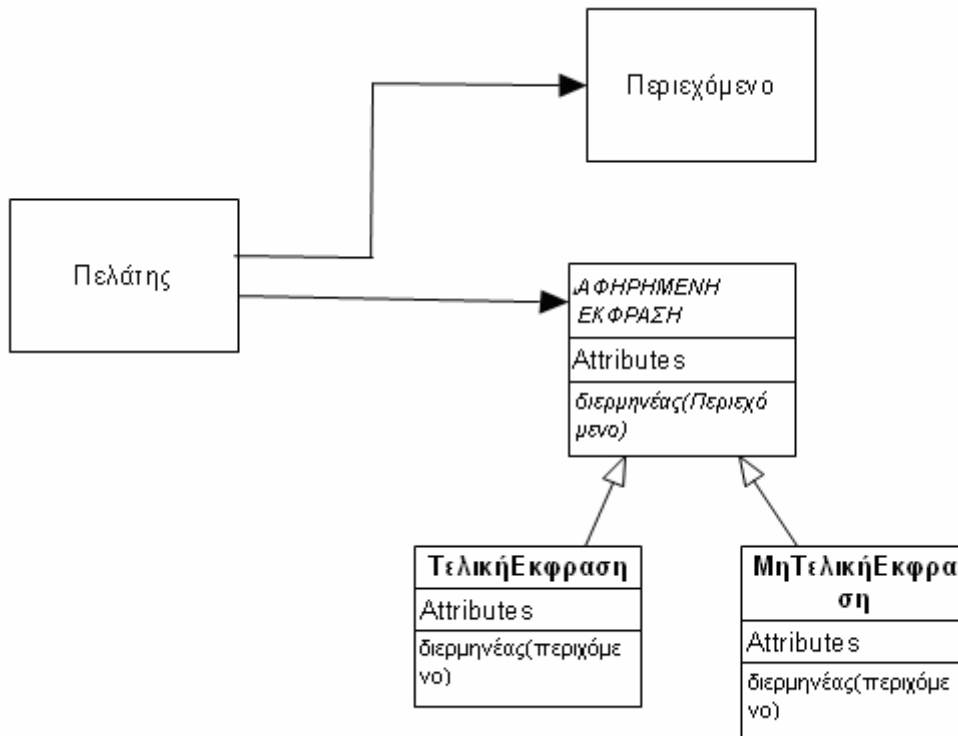 Περιεχόμενο
Πελάτης
ΑΦΗΡΗΜΕΝΗ
ΕΚΦΡΑΣΗ
Attributes
διερμηνέας(Περιεχό
μενο)
ΤελικήΕκφραση
Attributes
διερμηνέας(περιχόμε
νο)
ΜηΤελικήΕκφρα
ση
Attributes
διερμηνέας(περιχόμε
νο)